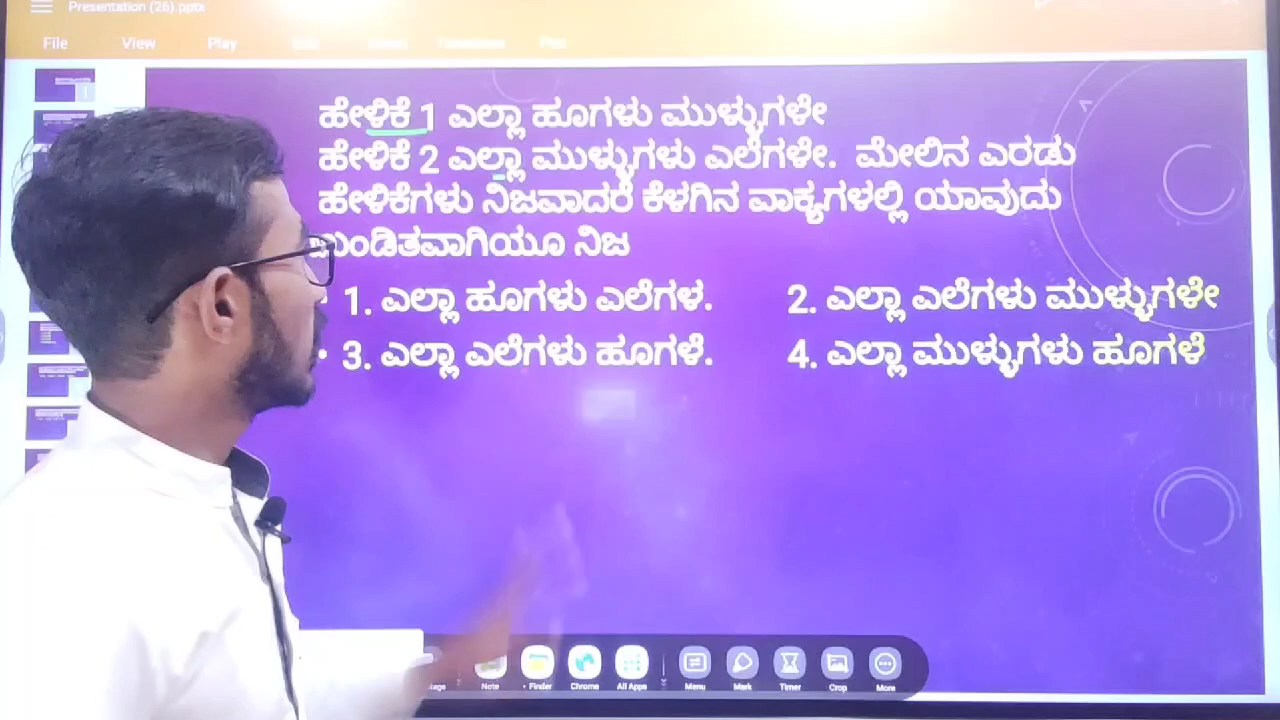 Presentation (26).pptx
File View Play
ಹೇಳಿಕೆ 1 ಎಲ್ಲಾ ಹೂಗಳು ಮುಳ್ಳುಗಳೇ
ಹೇಳಿಕೆ 2 ಎಲ್ಲಾ ಮುಳ್ಳುಗಳು ಎಲೆಗಳೇ. ಮೇಲಿನ ಎರಡು
ಹೇಳಿಕೆಗಳು ನಿಜವಾದರೆ ಕೆಳಗಿನ ವಾಕ್ಯಗಳಲ್ಲಿ ಯಾವುದು
ಖಂಡಿತವಾಗಿಯೂ ನಿಜ
1. ಎಲ್ಲಾ ಹೂಗಳು ಎಲೆಗಳ. 2. ಎಲ್ಲಾ ಎಲೆಗಳು ಮುಳ್ಳುಗಳೇ
3. ಎಲ್ಲಾ ಎಲೆಗಳು ಹೂಗಳೆ. 4. ಎಲ್ಲಾ ಮುಳ್ಳುಗಳು ಹೂಗಳೆ
Note Finder Chrome All Apps Menu Mark Timer Crop More